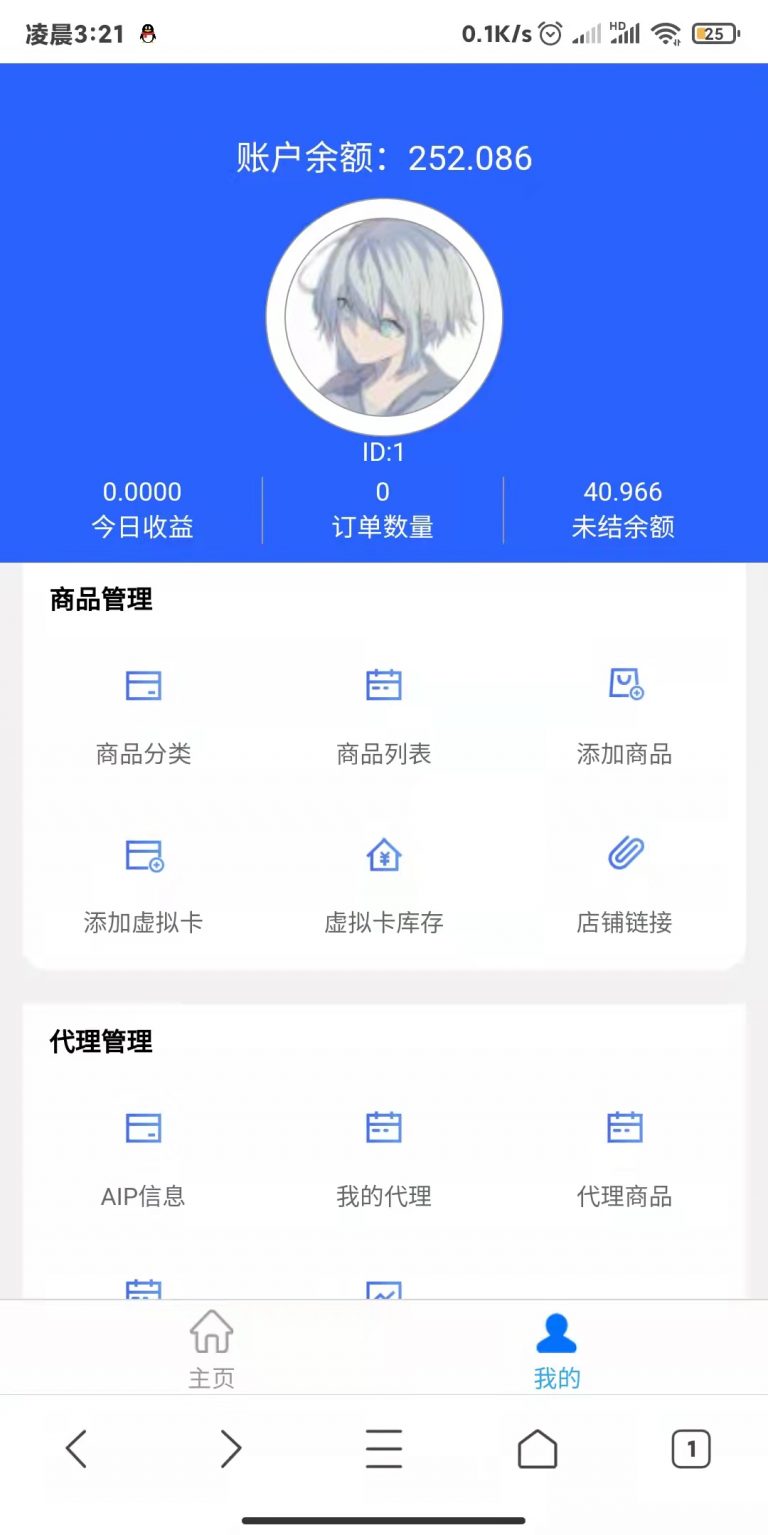 凌晨3:21 0.1K/s HD 25
账户余额：252.086
ID:1
0.0000 0 40.966
今日收益 订单数量 未结余额
商品管理
商品分类 商品列表 添加商品
添加虚拟卡 虚拟卡库存 店铺链接
代理管理
AIP信息 我的代理 代理商品
主页 我的
1